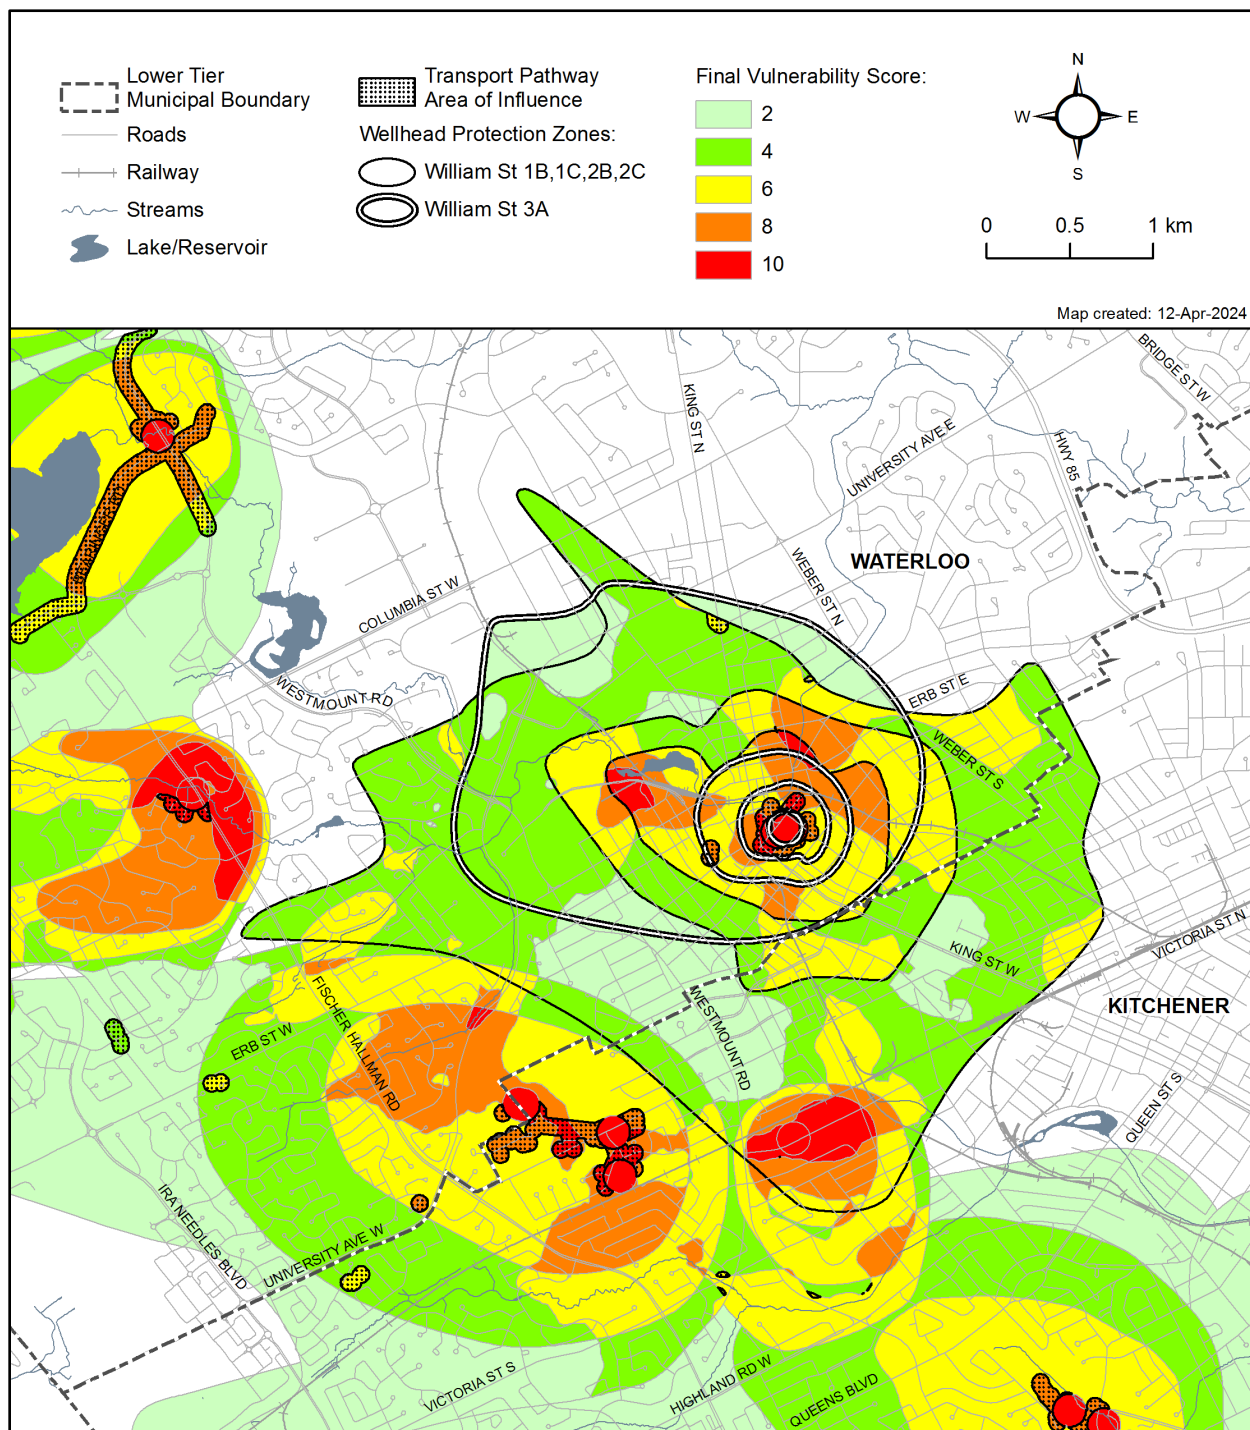 Lower Tier
Municipal Boundary
Roads
Railway
Streams
Lake/Reservoir
Transport Pathway
Area of Influence
Wellhead Protection Zones:
William St 1B,1C,2B,2C
William St 3A
Final Vulnerability Score:
2
4
6
8
10
N
W
E
S
0
0.5
1 km
Map created: 12-Apr-2024
BRIDGE ST W
KING ST N
UNIVERSITY AVE E
HWY 85
WATERLOO
WEBER ST N
COLUMBIA ST W
WESTMOUNT RD
ERB ST E
WEBER ST S
VICTORIA ST N
KING ST W
KITCHENER
WESTMOUNT RD
FISCHER HALLMAN RD
ERB ST W
QUEEN ST S
IRA NEEDLES BLVD
UNIVERSITY AVE W
VICTORIA ST S
HIGHLAND RD W
QUEENS BLVD